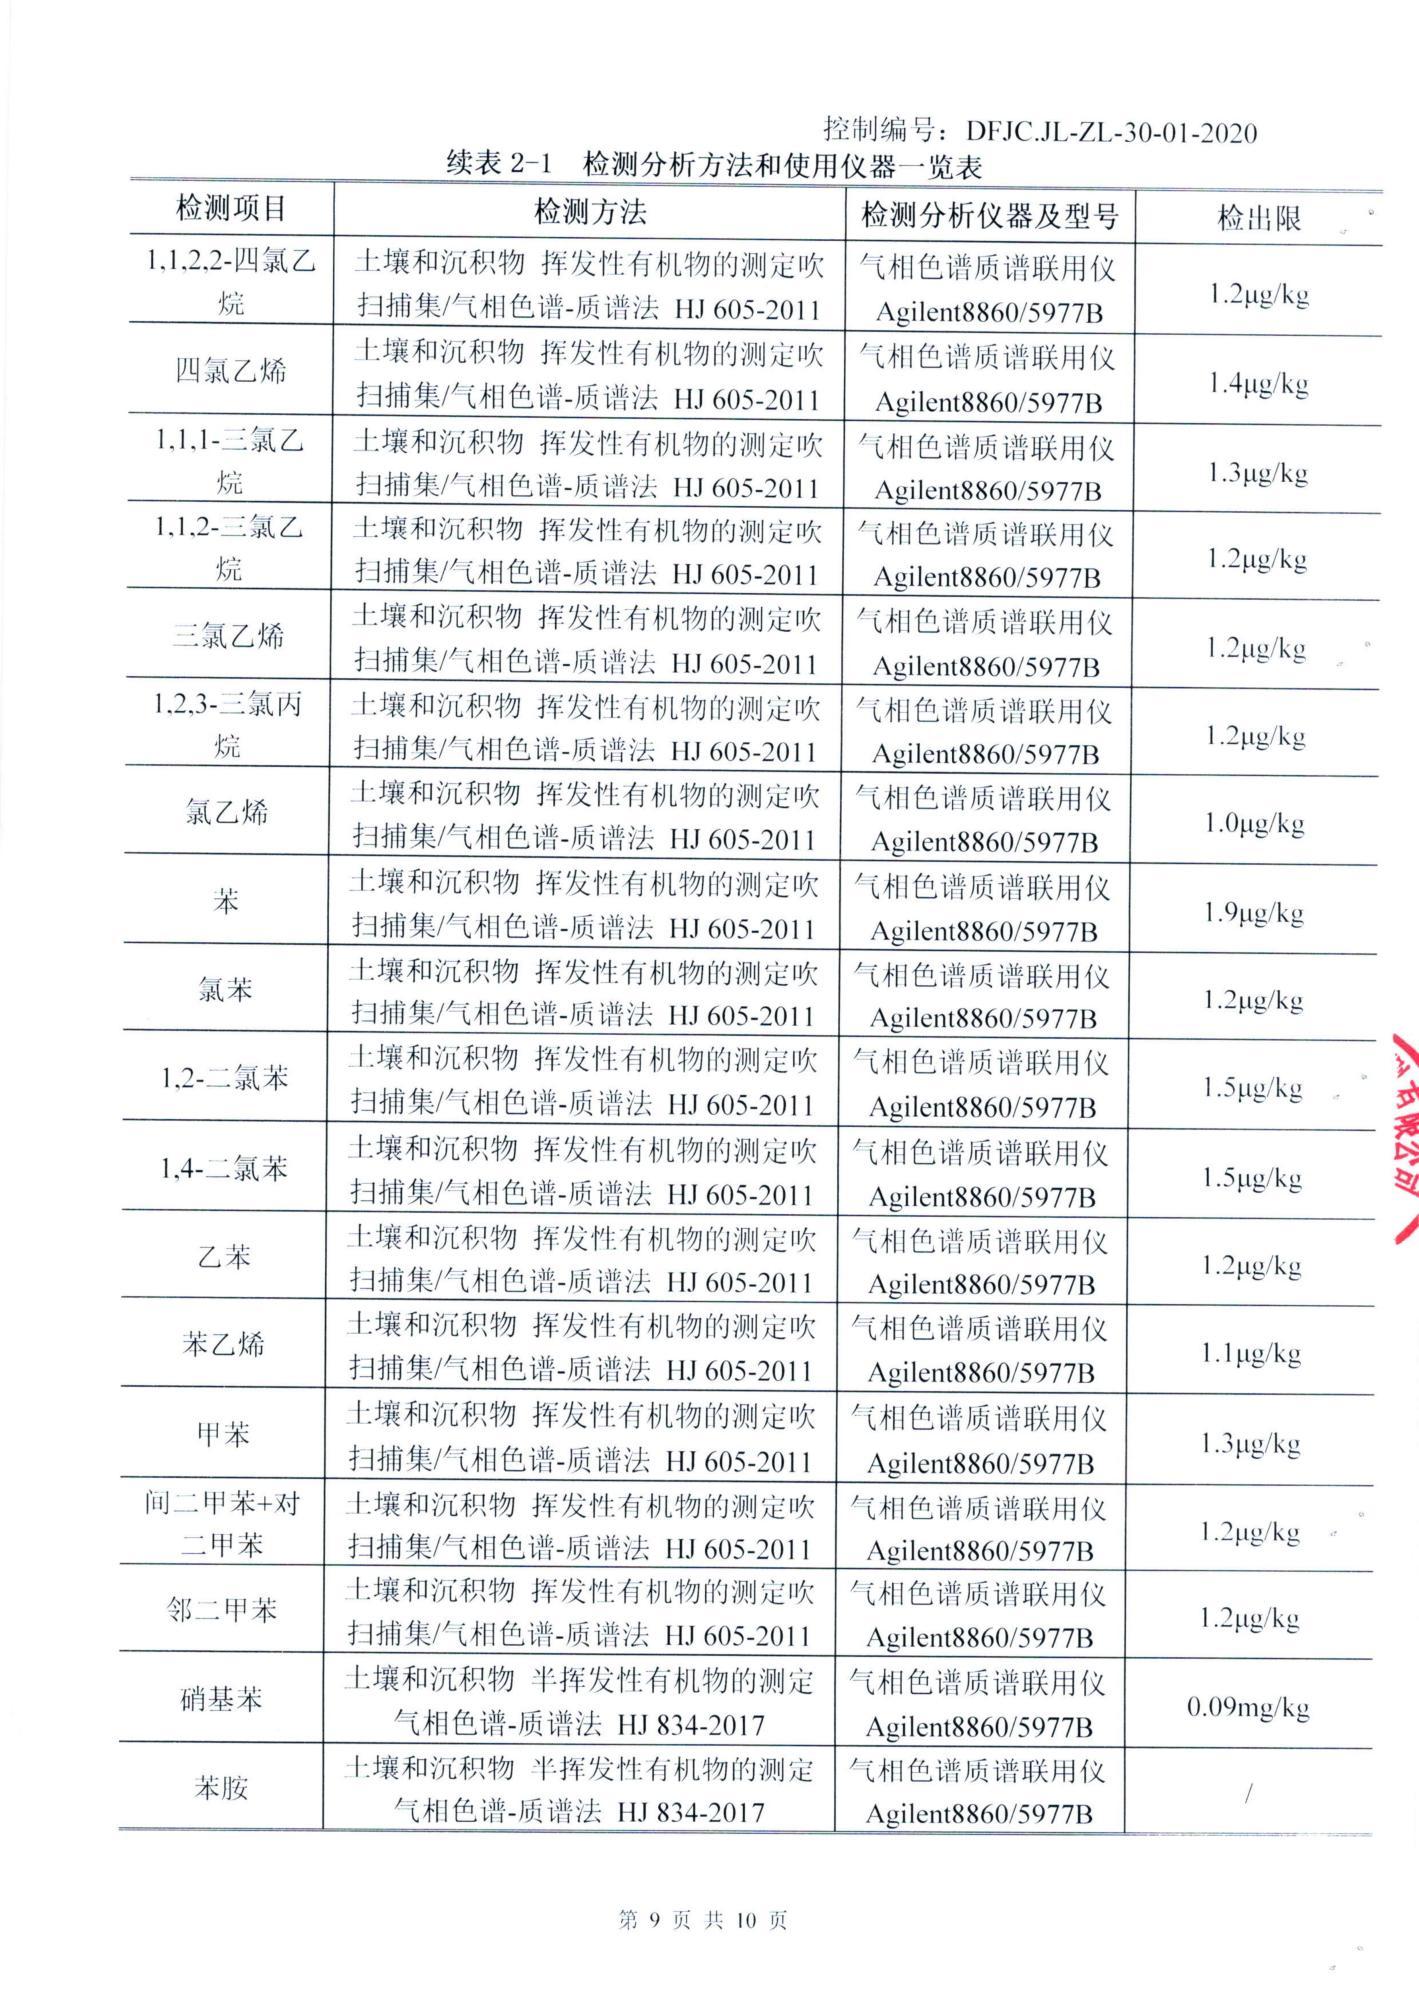 控制编号：DFJC.JL-ZL-30-01-2020
续表 2-1 检测分析方法和使用仪器一览表
检测项目 检测方法 检测分析仪器及型号 检出限
1,1,2,2-四氯乙 土壤和沉积物 挥发性有机物的测定吹 气相色谱质谱联用仪
烷 扫捕集/气相色谱-质谱法 HJ 605-2011 Agilent8860/5977B 1.2μg/kg
土壤和沉积物 挥发性有机物的测定吹 气相色谱质谱联用仪
四氯乙烯 扫捕集/气相色谱-质谱法 HJ 605-2011 Agilent8860/5977B 1.4μg/kg
1,1,1-三氯乙 土壤和沉积物 挥发性有机物的测定吹 气相色谱质谱联用仪
烷 扫捕集/气相色谱-质谱法 HJ 605-2011 Agilent8860/5977B 1.3μg/kg
1,1,2-三氯乙 土壤和沉积物 挥发性有机物的测定吹 气相色谱质谱联用仪
烷 扫捕集/气相色谱-质谱法 HJ 605-2011 Agilent8860/5977B 1.2μg/kg
土壤和沉积物 挥发性有机物的测定吹 气相色谱质谱联用仪
三氯乙烯 扫捕集/气相色谱-质谱法 HJ 605-2011 Agilent8860/5977B 1.2μg/kg
1,2,3-三氯丙 土壤和沉积物 挥发性有机物的测定吹 气相色谱质谱联用仪
烷 扫捕集/气相色谱-质谱法 HJ 605-2011 Agilent8860/5977B 1.2μg/kg
土壤和沉积物 挥发性有机物的测定吹 气相色谱质谱联用仪
氯乙烯 扫捕集/气相色谱-质谱法 HJ 605-2011 Agilent8860/5977B 1.0μg/kg
土壤和沉积物 挥发性有机物的测定吹 气相色谱质谱联用仪
苯 扫捕集/气相色谱-质谱法 HJ 605-2011 Agilent8860/5977B 1.9μg/kg
土壤和沉积物 挥发性有机物的测定吹 气相色谱质谱联用仪
氯苯 扫捕集/气相色谱-质谱法 HJ 605-2011 Agilent8860/5977B 1.2μg/kg
土壤和沉积物 挥发性有机物的测定吹 气相色谱质谱联用仪
1,2-二氯苯 扫捕集/气相色谱-质谱法 HJ 605-2011 Agilent8860/5977B 1.5μg/kg
土壤和沉积物 挥发性有机物的测定吹 气相色谱质谱联用仪
1,4-二氯苯 扫捕集/气相色谱-质谱法 HJ 605-2011 Agilent8860/5977B 1.5μg/kg
土壤和沉积物 挥发性有机物的测定吹 气相色谱质谱联用仪
乙苯 扫捕集/气相色谱-质谱法 HJ 605-2011 Agilent8860/5977B 1.2μg/kg
土壤和沉积物 挥发性有机物的测定吹 气相色谱质谱联用仪
苯乙烯 扫捕集/气相色谱-质谱法 HJ 605-2011 Agilent8860/5977B 1.1μg/kg
土壤和沉积物 挥发性有机物的测定吹 气相色谱质谱联用仪
甲苯 扫捕集/气相色谱-质谱法 HJ 605-2011 Agilent8860/5977B 1.3μg/kg
间二甲苯+对 土壤和沉积物 挥发性有机物的测定吹 气相色谱质谱联用仪
二甲苯 扫捕集/气相色谱-质谱法 HJ 605-2011 Agilent8860/5977B 1.2μg/kg
土壤和沉积物 挥发性有机物的测定吹 气相色谱质谱联用仪
邻二甲苯 扫捕集/气相色谱-质谱法 HJ 605-2011 Agilent8860/5977B 1.2μg/kg
土壤和沉积物 半挥发性有机物的测定 气相色谱质谱联用仪
硝基苯 气相色谱-质谱法 HJ 834-2017 Agilent8860/5977B 0.09mg/kg
土壤和沉积物 半挥发性有机物的测定 气相色谱质谱联用仪
苯胺 气相色谱-质谱法 HJ 834-2017 Agilent8860/5977B /
有限公司
第 9 页 共 10 页